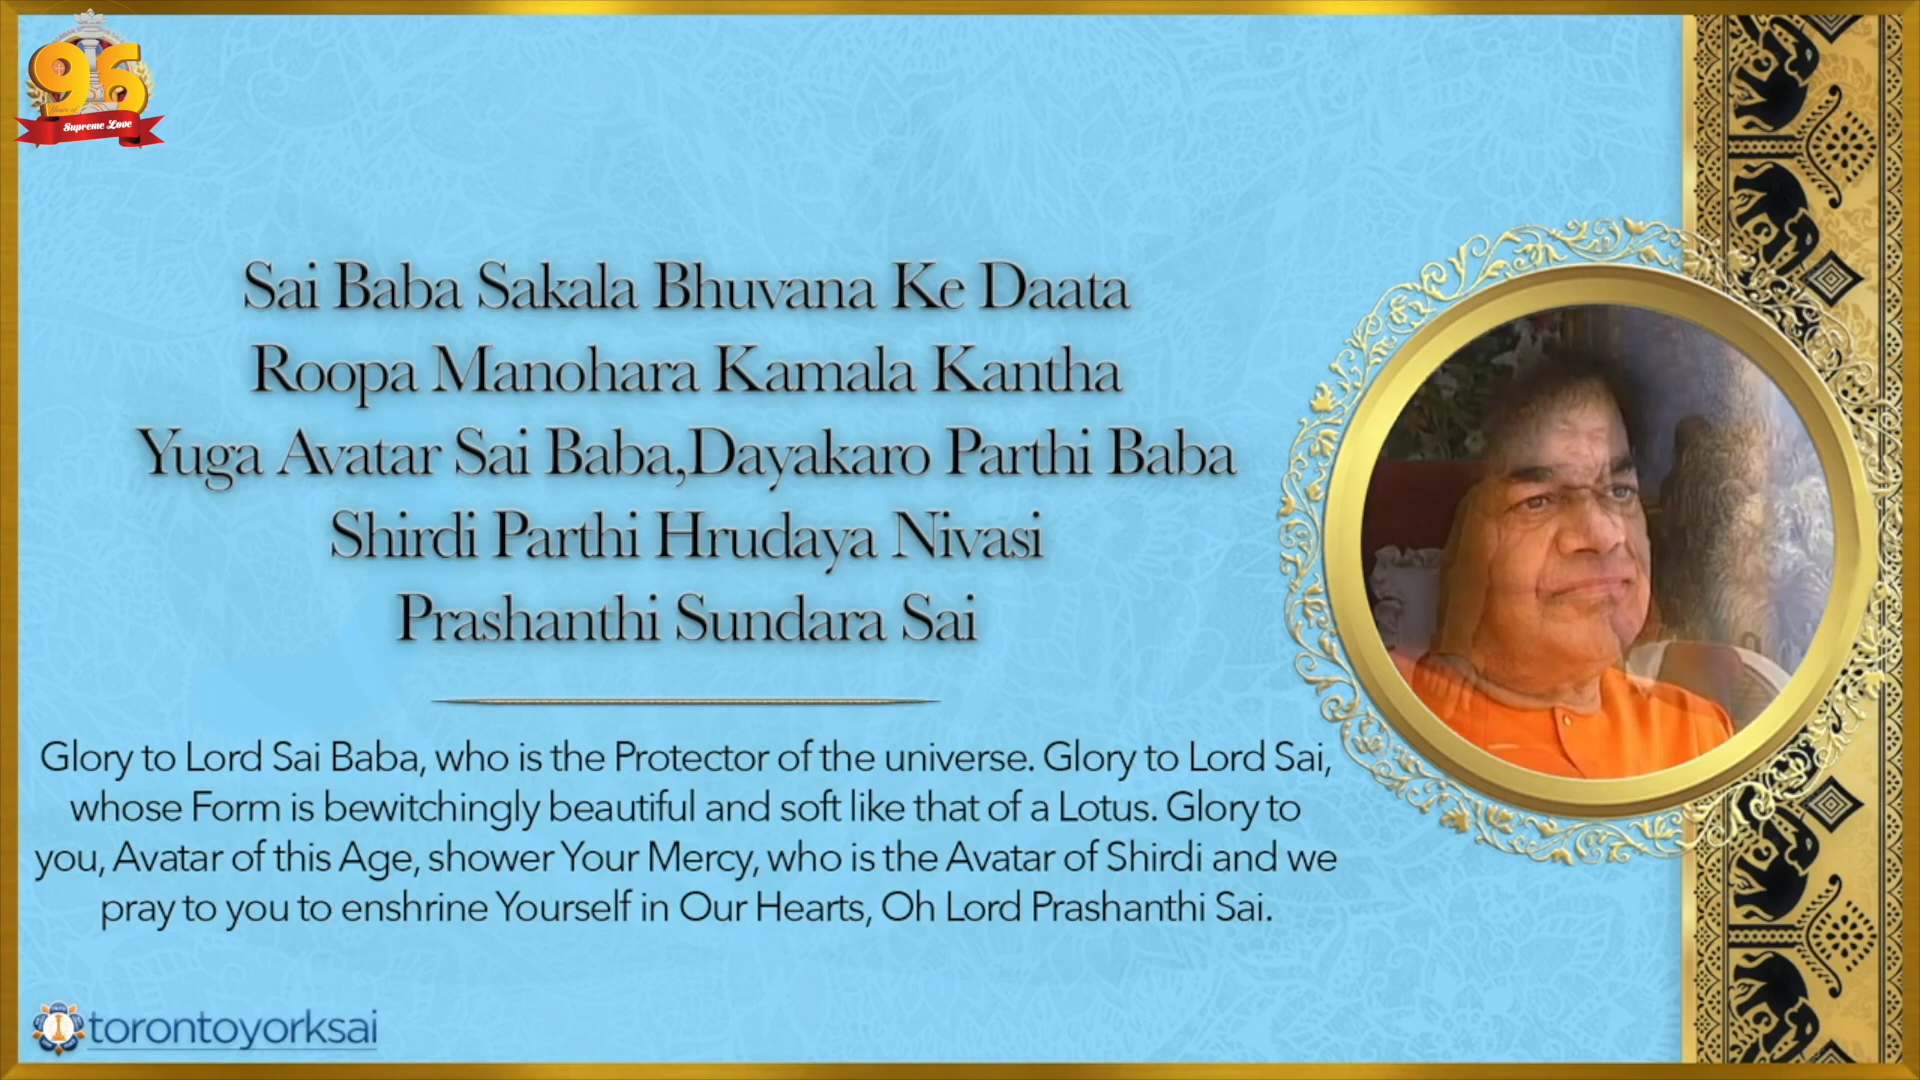 96
Years of
Supreme Love
Sai Baba Sakala Bhuvana Ke Daata
Roopa Manohara Kamala Kantha
Yuga Avatar Sai Baba,Dayakaro Parthi Baba
Shirdi Parthi Hrudaya Nivasi
Prashanthi Sundara Sai
Glory to Lord Sai Baba, who is the Protector of the universe. Glory to Lord Sai,
whose Form is bewitchingly beautiful and soft like that of a Lotus. Glory to
you, Avatar of this Age, shower Your Mercy, who is the Avatar of Shirdi and we
pray to you to enshrine Yourself in Our Hearts, Oh Lord Prashanthi Sai.
torontoyorksai